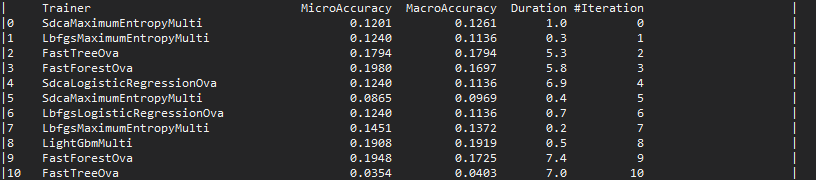 |     Trainer                              MicroAccuracy  MacroAccuracy  Duration #Iteration                     |
|0    SdcaMaximumEntropyMulti                     0.1201         0.1261       1.0          0                     |
|1    LbfgsMaximumEntropyMulti                    0.1240         0.1136       0.3          1                     |
|2    FastTreeOva                                 0.1794         0.1794       5.3          2                     |
|3    FastForestOva                               0.1980         0.1697       5.8          3                     |
|4    SdcaLogisticRegressionOva                   0.1240         0.1136       6.9          4                     |
|5    SdcaMaximumEntropyMulti                     0.0865         0.0969       0.4          5                     |
|6    LbfgsLogisticRegressionOva                  0.1240         0.1136       0.7          6                     |
|7    LbfgsMaximumEntropyMulti                    0.1451         0.1372       0.2          7                     |
|8    LightGbmMulti                               0.1908         0.1919       0.5          8                     |
|9    FastForestOva                               0.1948         0.1725       7.4          9                     |
|10   FastTreeOva                                 0.0354         0.0403       7.0         10                     |